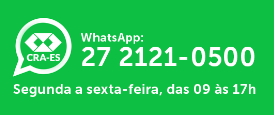 CRA-ES
WhatsApp:
27 2121-0500
Segunda a sexta-feira, das 09 às 17h